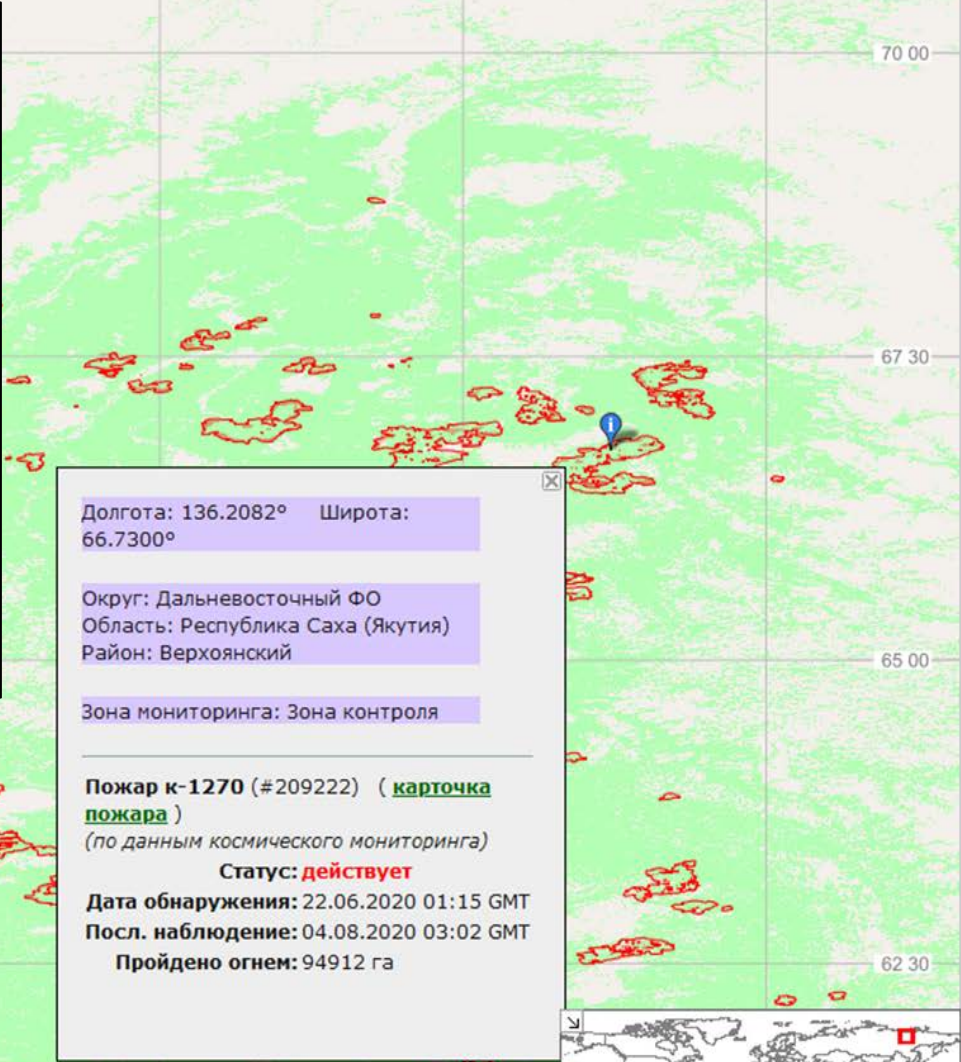 70 00
67 30
i
Долгота: 136.2082° Широта:
66.7300°
Округ: Дальневосточный ФО
Область: Республика Саха (Якутия)
Район: Верхоянский
65 00
Зона мониторинга: Зона контроля
Пожар к-1270 (#209222) ( карточка
пожара )
(по данным космического мониторинга)
Статус: действует
Дата обнаружения: 22.06.2020 01:15 GMT
Посл. наблюдение: 04.08.2020 03:02 GMT
Пройдено огнем: 94912 га
62 30